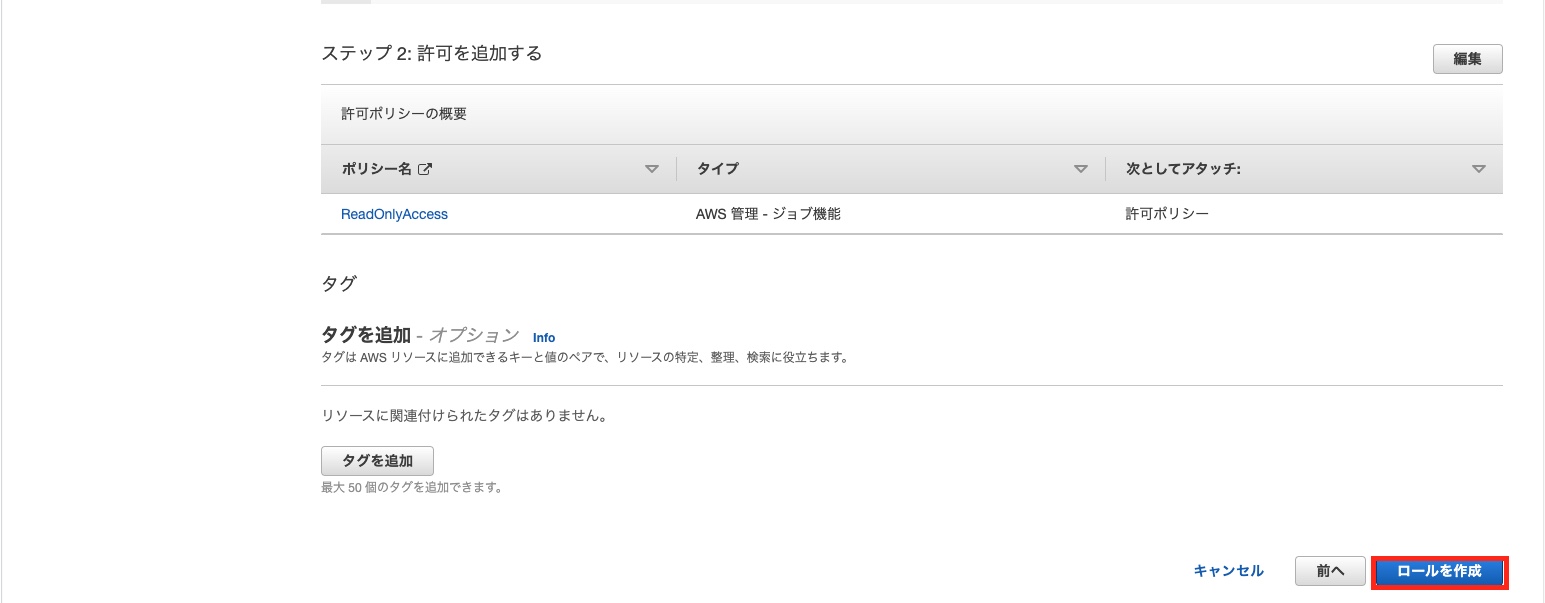 ステップ 2: 許可を追加する
編集
許可ポリシーの概要
ポリシー名 タイプ 次としてアタッチ:
ReadOnlyAccess AWS 管理 - ジョブ機能 許可ポリシー
タグ
タグを追加 - オプション Info
タグは AWS リソースに追加できるキーと値のペアで、リソースの特定、整理、検索に役立ちます。
リソースに関連付けられたタグはありません。
タグを追加
最大 50 個のタグを追加できます。
キャンセル 前へ ロールを作成